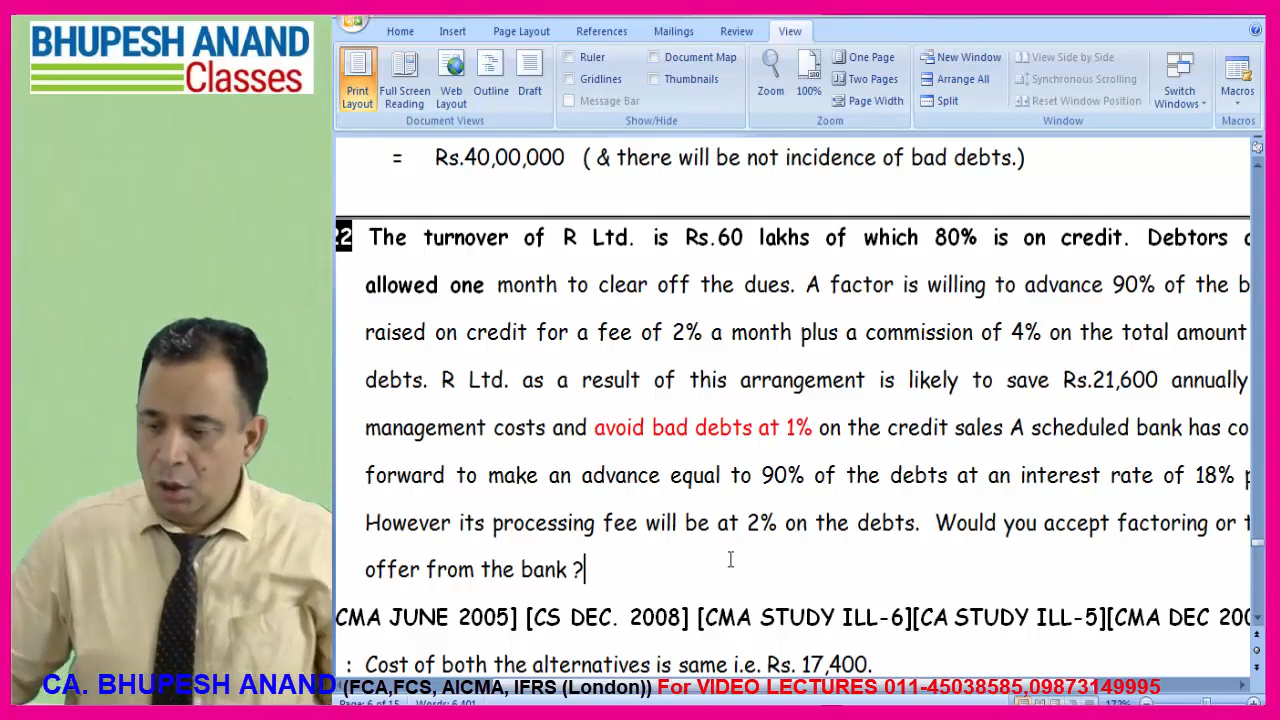 BHUPESH ANAND
Classes
Home Insert Page Layout References Mailings Review View
Print Layout
Full Screen Reading
Web Layout
Outline
Draft
Document Views
Ruler
Gridlines
Message Bar
Document Map
Thumbnails
Show/Hide
Zoom
100%
One Page
Two Pages
Page Width
Zoom
New Window
Arrange All
Split
View Side by Side
Synchronous Scrolling
Reset Window Position
Switch Windows
Window
Macros
Macros
= Rs.40,00,000 ( & there will be not incidence of bad debts.)
22 The turnover of R Ltd. is Rs.60 lakhs of which 80% is on credit. Debtors
allowed one month to clear off the dues. A factor is willing to advance 90% of the
raised on credit for a fee of 2% a month plus a commission of 4% on the total amount
debts. R Ltd. as a result of this arrangement is likely to save Rs.21,600 annually
management costs and avoid bad debts at 1% on the credit sales A scheduled bank has
forward to make an advance equal to 90% of the debts at an interest rate of 18%
However its processing fee will be at 2% on the debts. Would you accept factoring or
offer from the bank ?
CMA JUNE 2005] [CS DEC. 2008] [CMA STUDY ILL-6][CA STUDY ILL-5][CMA DEC
: Cost of both the alternatives is same i.e. Rs. 17,400.
CA. BHUPESH ANAND (FCA,FCS, AICMA, IFRS (London)) For VIDEO LECTURES 011-45038585,09873149995
Page: 6 of 15 Words: 6,401 172%